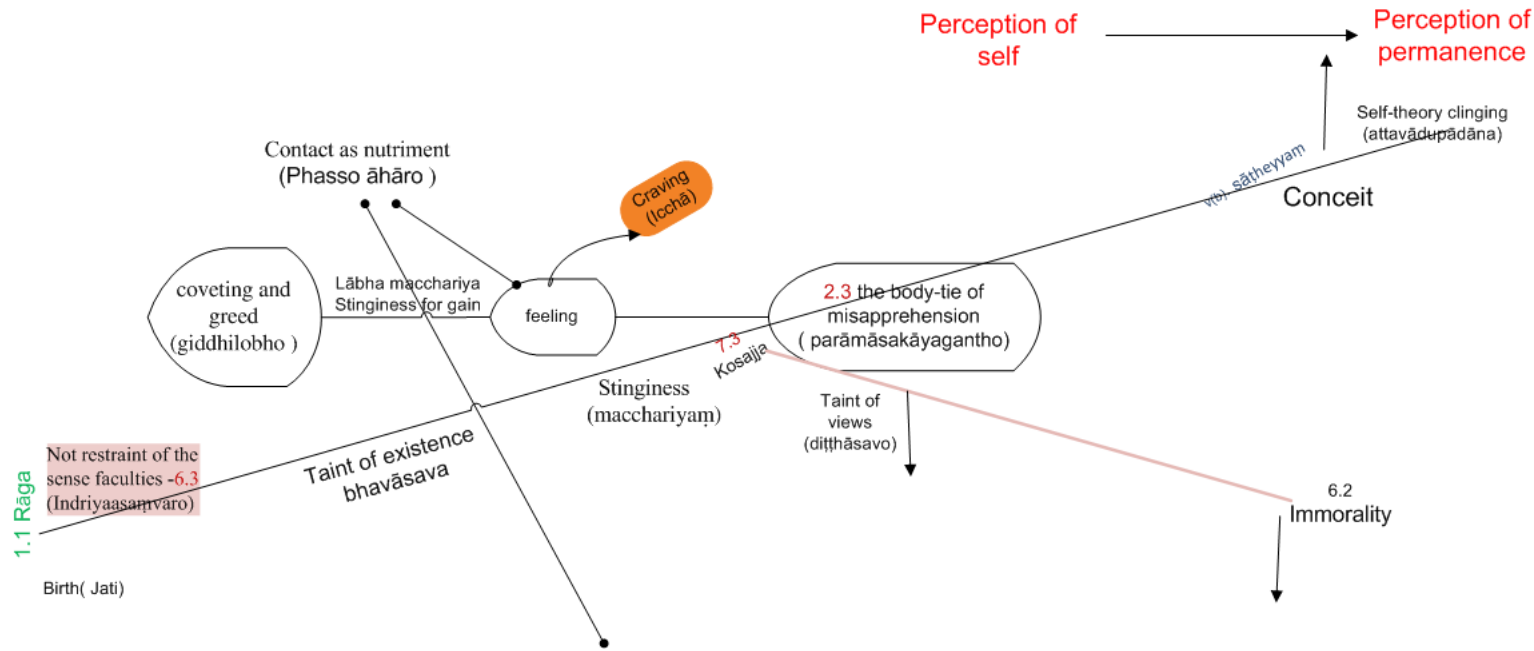 Perception of
self
Perception of
permanence
Self-theory clinging
(attavādupādāna)
v(b). sāṭheyyaṃ
Conceit
Contact as nutriment
(Phasso āhāro )
Craving
(Icchā)
coveting and
greed
(giddhilobho )
Lābha macchariya
Stinginess for gain
feeling
2.3 the body-tie of
misapprehension
( parāmāsakāyagantho)
7.3
Kosajja
Stinginess
(macchariyaṃ)
Taint of
views
(diṭṭhāsavo)
Taint of existence
bhavāsava
Not restraint of the
sense faculties -6.3
(Indriyaasaṃvaro)
1.1 Rāga
6.2
Immorality
Birth( Jati)